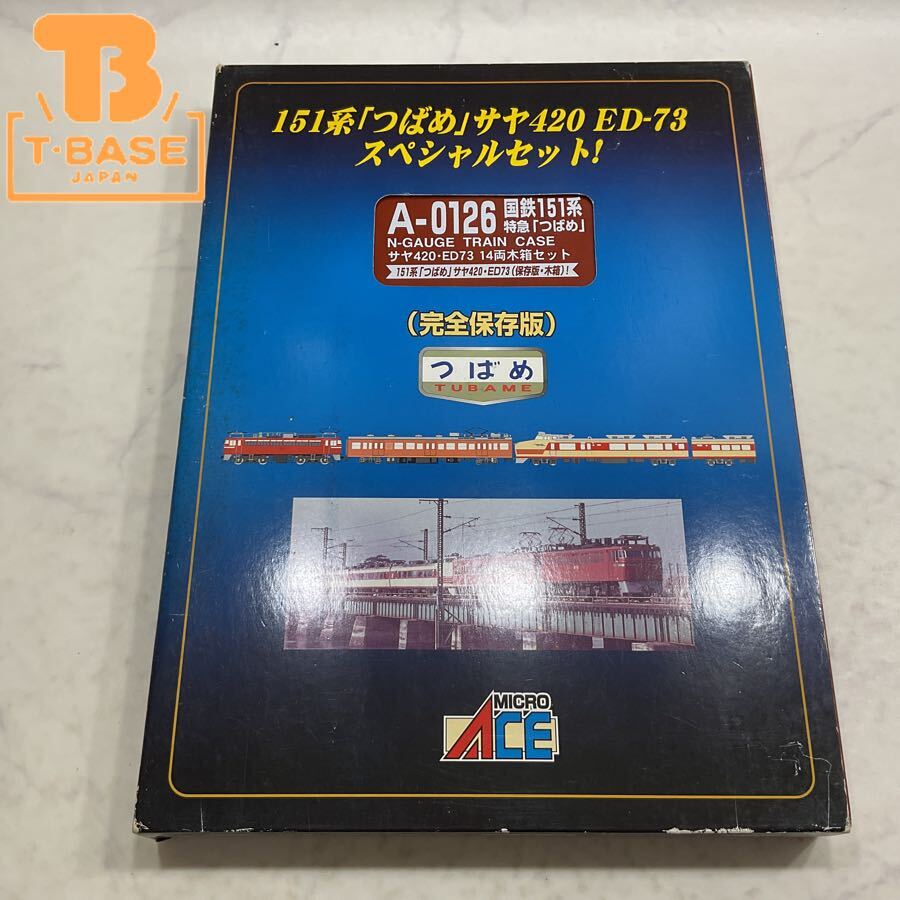 T・BASE
JAPAN
151系「つばめ」サヤ420 ED-73
スペシャルセット!
A-0126 国鉄151系
特急「つばめ」
N-GAUGE TRAIN CASE
サヤ420・ED73 14両木箱セット
151系「つばめ」サヤ420・ED73(保存版・木箱)!
(完全保存版)
つばめ
TUBAME
MICRO
ACE